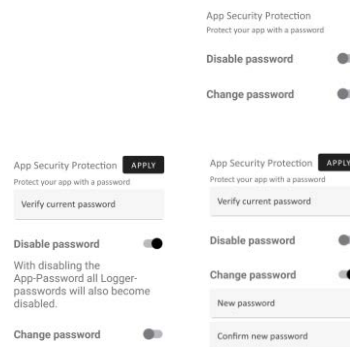 App Security Protection
Protect your app with a password
Disable password
Change password
App Security Protection APPLY
Protect your app with a password
Verify current password
Disable password
With disabling the
App-Password all Logger-
passwords will also become
disabled.
Change password
App Security Protection APPLY
Protect your app with a password
Verify current password
Disable password
Change password
New password
Confirm new password